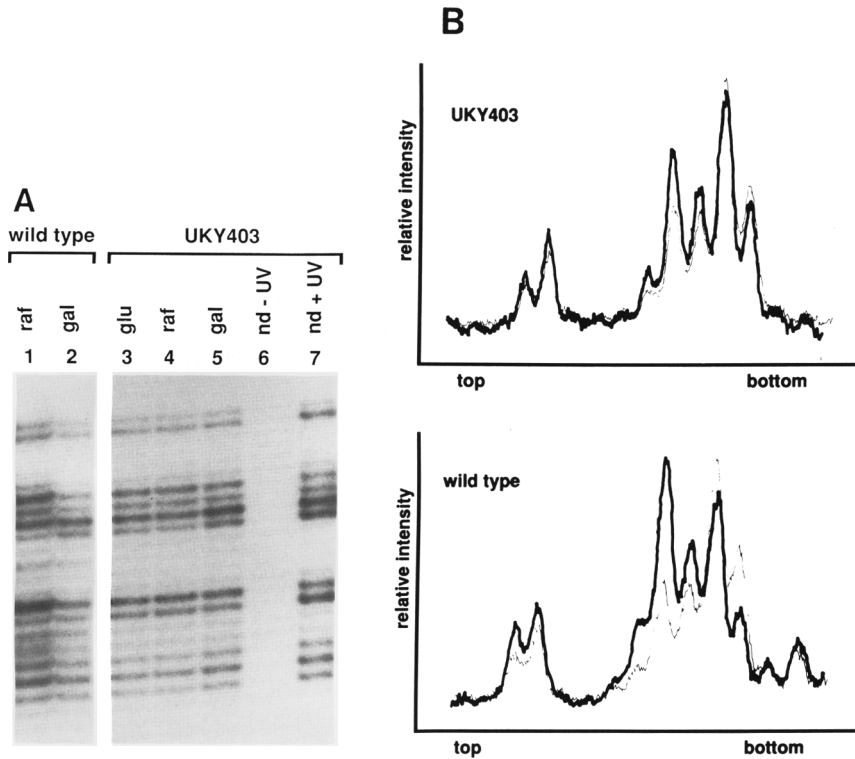 A
wild type
UKY403
raf
gal
glu
raf
gal
nd - UV
nd + UV
1 2 3 4 5 6 7
B
UKY403
relative intensity
top
bottom
wild type
relative intensity
top
bottom